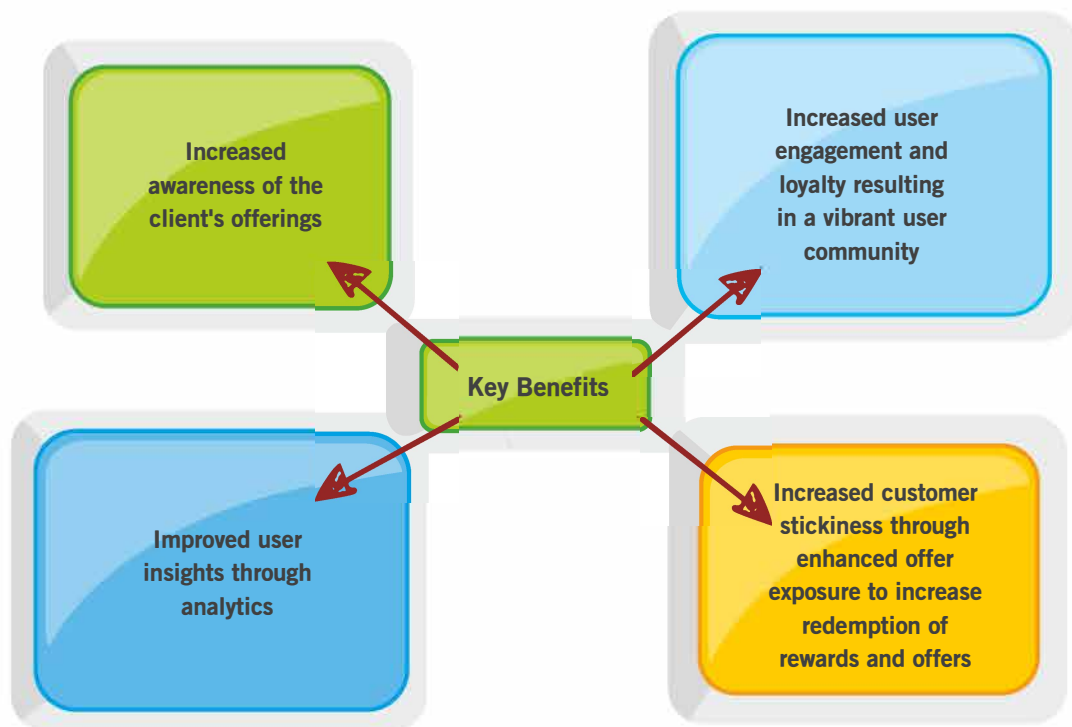 Increased
awareness of the
client's offerings
Increased user
engagement and
loyalty resulting
in a vibrant user
community
Key Benefits
Improved user
insights through
analytics
Increased customer
stickiness through
enhanced offer
exposure to increase
redemption of
rewards and offers